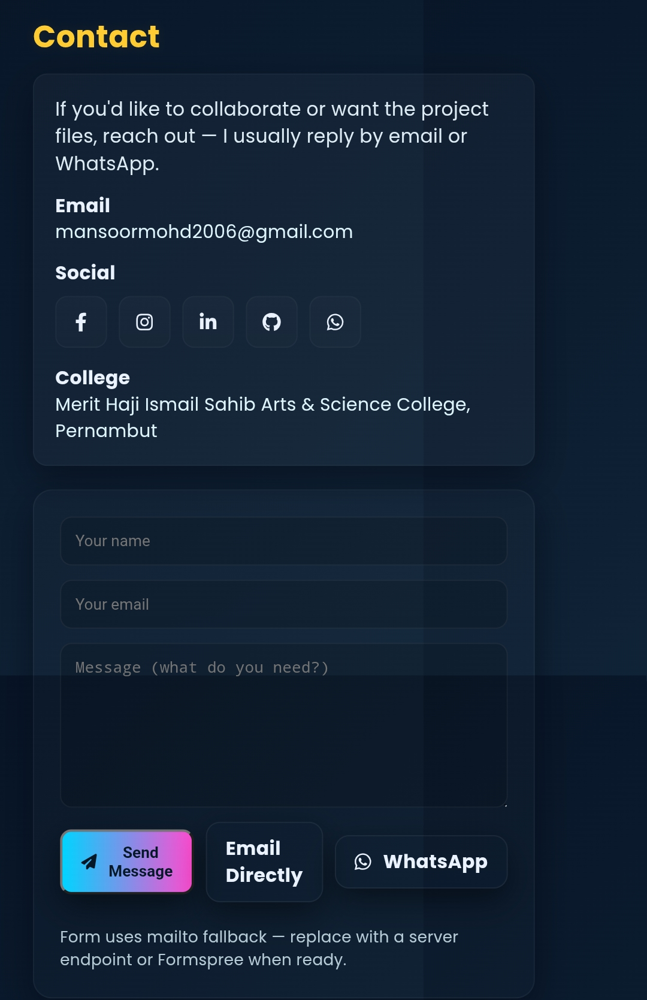 Contact
If you'd like to collaborate or want the project
files, reach out — I usually reply by email or
WhatsApp.
Email
mansoormohd2006@gmail.com
Social
College
Merit Haji Ismail Sahib Arts & Science College,
Pernambut
Your name
Your email
Message (what do you need?)
Send
Message
Email
Directly
WhatsApp
Form uses mailto fallback — replace with a server
endpoint or Formspree when ready.